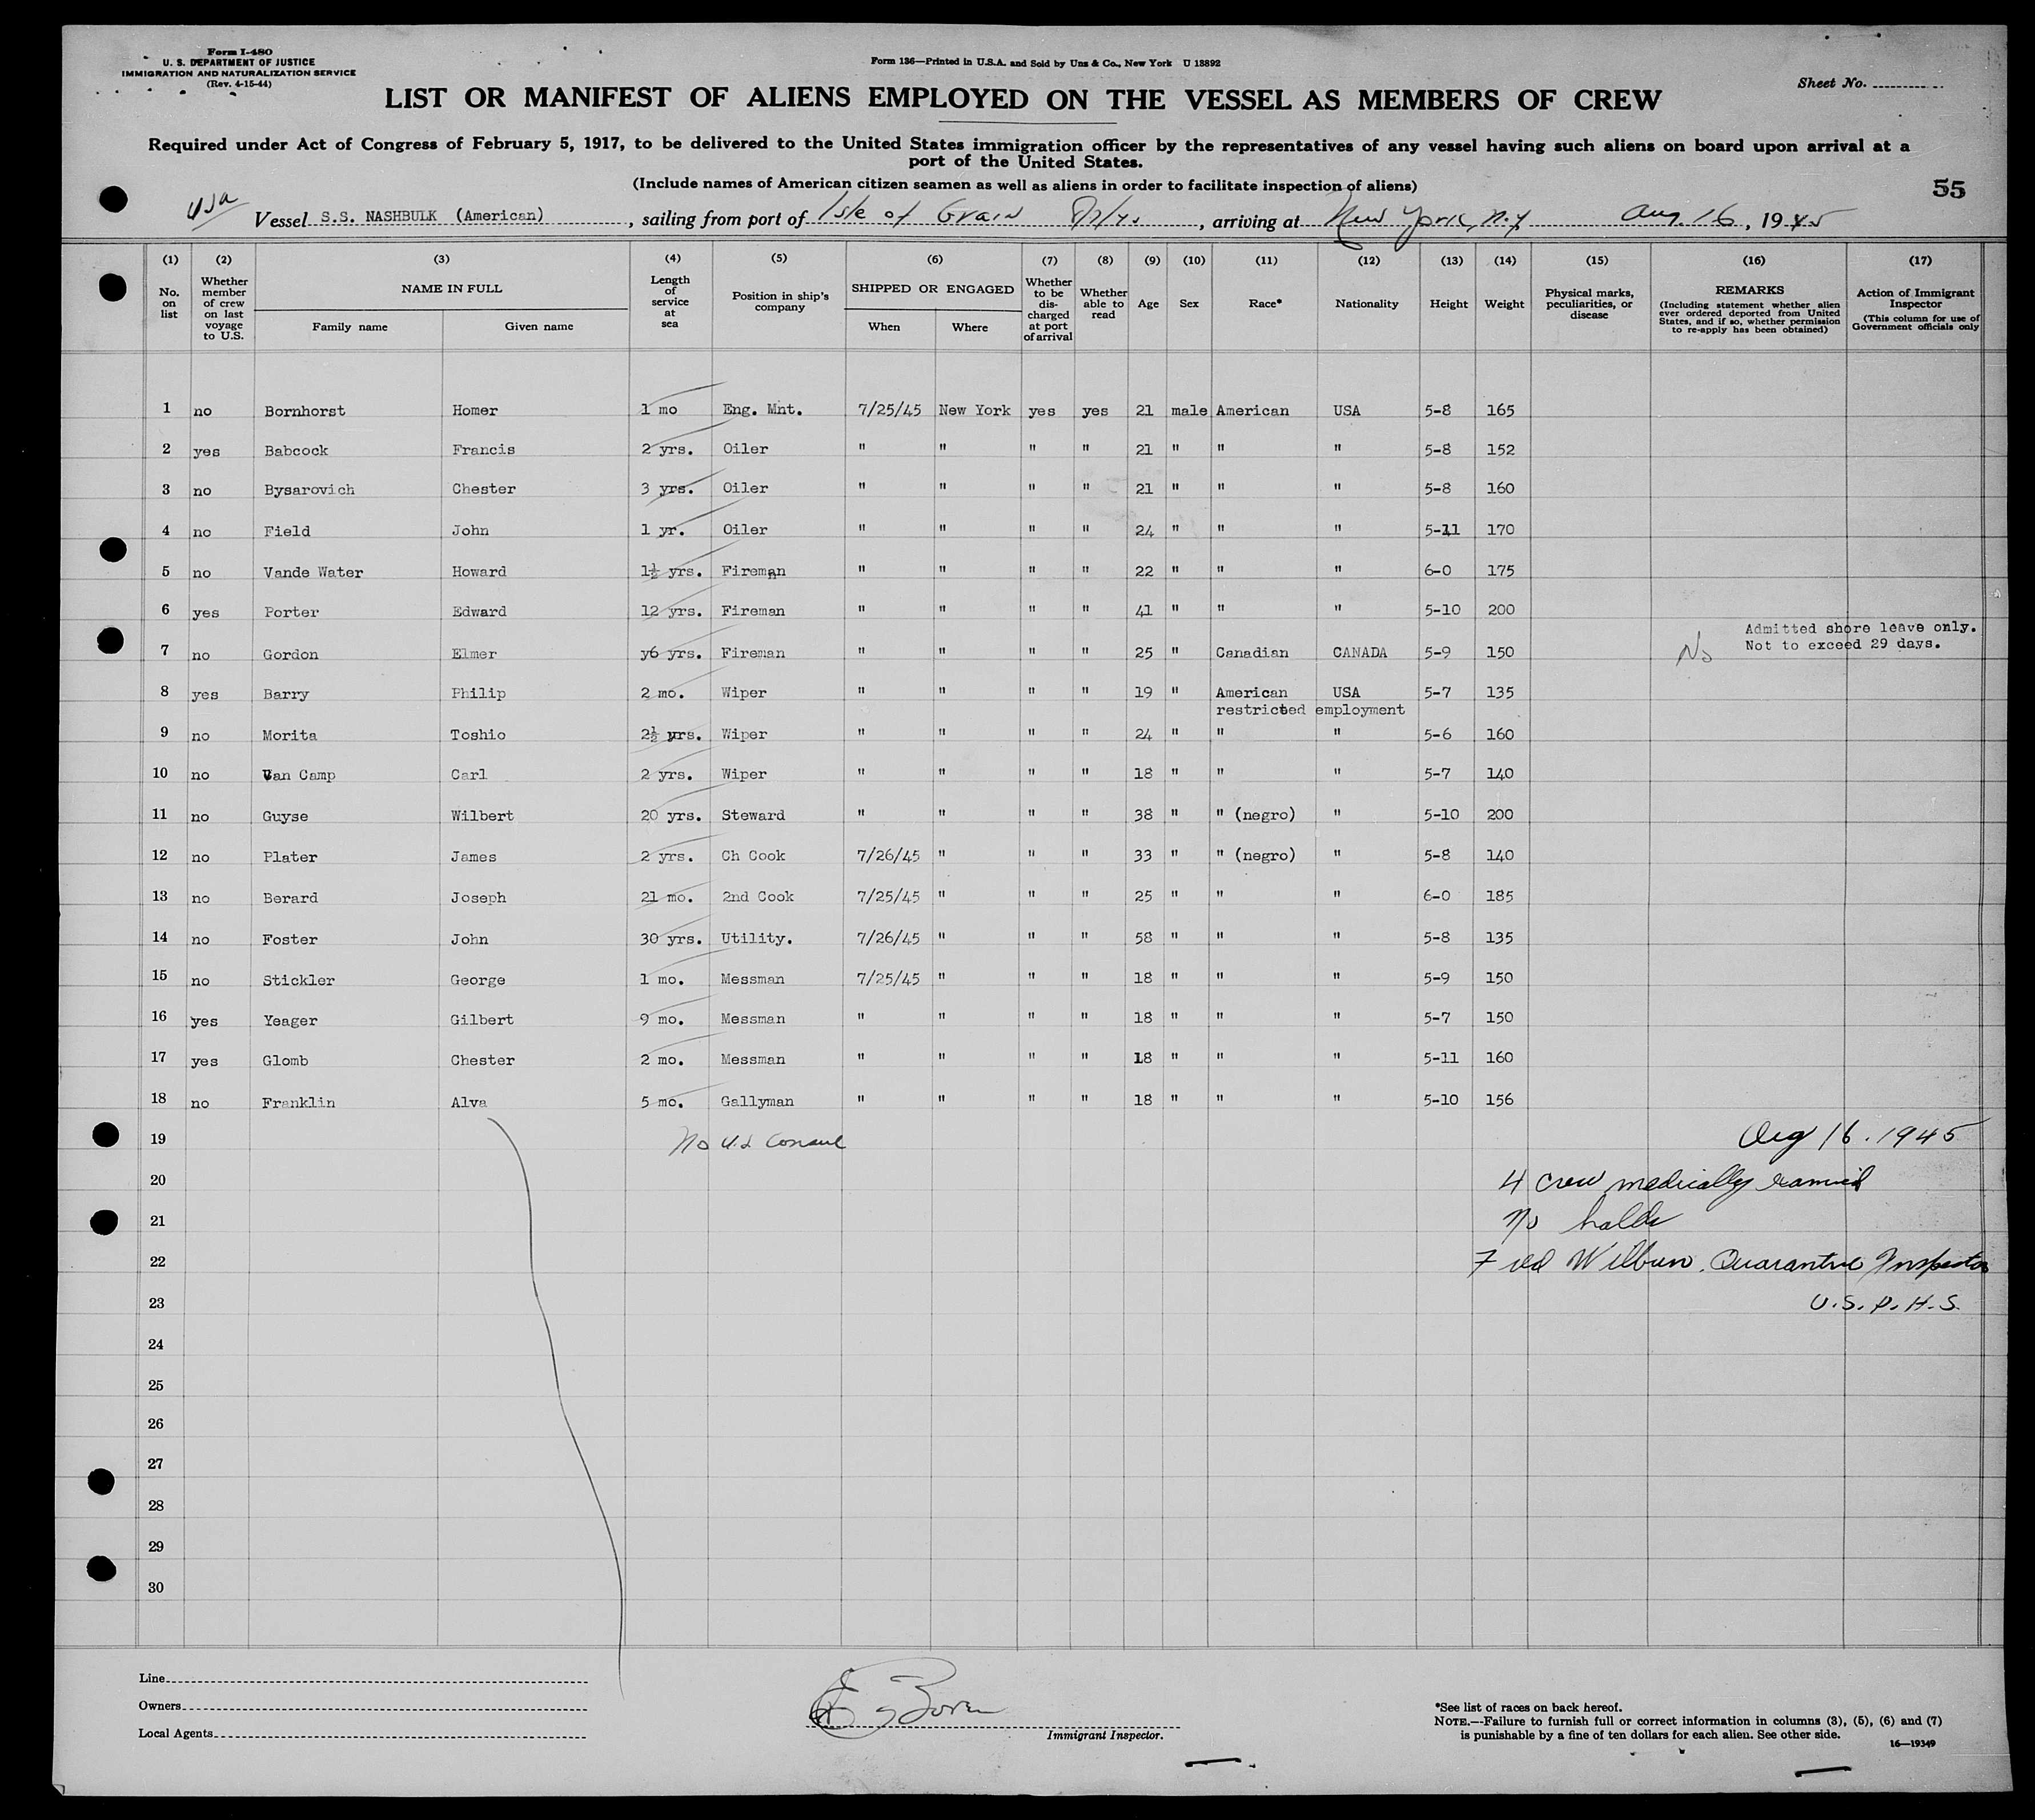 Form I-480
U. S. DEPARTMENT OF JUSTICE
IMMIGRATION AND NATURALIZATION SERVICE
(Rev. 4-15-44)
Form 136—Printed in U.S.A. and Sold by Unz & Co., New York U 13892
Sheet No.
LIST OR MANIFEST OF ALIENS EMPLOYED ON THE VESSEL AS MEMBERS OF CREW
Required under Act of Congress of February 5, 1917, to be delivered to the United States immigration officer by the representatives of any vessel having such aliens on board upon arrival at a
port of the United States.
(Include names of American citizen seamen as well as aliens in order to facilitate inspection of aliens)
55
USA
Vessel S.S. NASHBULK (American), sailing from port of Isle of Grain, arriving at New York, N.Y. Aug. 16, 1945
(1) No. on list
(2) Whether member of crew on last voyage to U.S.
(3) NAME IN FULL Family name Given name
(4) Length of service at sea
(5) Position in ship's company
(6) SHIPPED OR ENGAGED When Where
(7) Whether to be discharged at port of arrival
(8) Whether able to read
(9) Age
(10) Sex
(11) Race*
(12) Nationality
(13) Height
(14) Weight
(15) Physical marks, peculiarities, or disease
(16) REMARKS (Including statement whether alien ever ordered deported from United States, and if so, whether permission to re-apply has been obtained)
(17) Action of Immigrant Inspector (This column for use of Government officials only
1 no Bornhorst Homer 1 mo Eng. Mnt. 7/25/45 New York yes yes 21 male American USA 5-8 165
2 yes Babcock Francis 2 yrs. Oiler " " " " 21 " " " 5-8 152
3 no Bysarovich Chester 3 yrs. Oiler " " " " 21 " " " 5-8 160
4 no Field John 1 yr. Oiler " " " " 24 " " " 5-11 170
5 no Vande Water Howard 1½ yrs. Fireman " " " " 22 " " " 6-0 175
6 yes Porter Edward 12 yrs. Fireman " " " " 41 " " " 5-10 200
Admitted shore leave only.
7 no Gordon Elmer y6 yrs. Fireman " " " " 25 " Canadian CANADA 5-9 150 No Not to exceed 29 days.
8 yes Barry Philip 2 mo. Wiper " " " " 19 " American USA 5-7 135
restricted employment
9 no Morita Toshio 2½ yrs. Wiper " " " " 24 " " " 5-6 160
10 no Van Camp Carl 2 yrs. Wiper " " " " 18 " " " 5-7 140
11 no Guyse Wilbert 20 yrs. Steward " " " " 38 " " (negro) " 5-10 200
12 no Plater James 2 yrs. Ch Cook 7/26/45 " " " 33 " " (negro) " 5-8 140
13 no Berard Joseph 21 mo. 2nd Cook 7/25/45 " " " 25 " " " 6-0 185
14 no Foster John 30 yrs. Utility. 7/26/45 " " " 58 " " " 5-8 135
15 no Stickler George 1 mo. Messman 7/25/45 " " " 18 " " " 5-9 150
16 yes Yeager Gilbert 9 mo. Messman " " " " 18 " " " 5-7 150
17 yes Glomb Chester 2 mo. Messman " " " " 18 " " " 5-11 160
18 no Franklin Alva 5 mo. Gallyman " " " " 18 " " " 5-10 156
19 No U.S Consul Aug 16. 1945
20 4 crew medically examined
21 No holds
22 Wilburn. Quarantine Inspector
23 U.S.P.H.S.
24
25
26
27
28
29
30
Line
Owners
Local Agents
Immigrant Inspector.
*See list of races on back hereof.
NOTE.—Failure to furnish full or correct information in columns (3), (5), (6) and (7)
is punishable by a fine of ten dollars for each alien. See other side.
16—19349